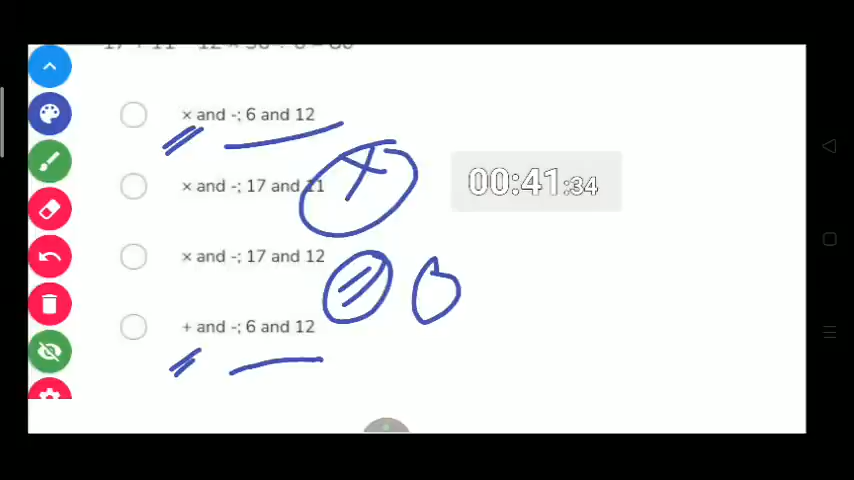 × and -; 6 and 12
× and -; 17 and 11
00:41:34
× and -; 17 and 12
+ and -; 6 and 12